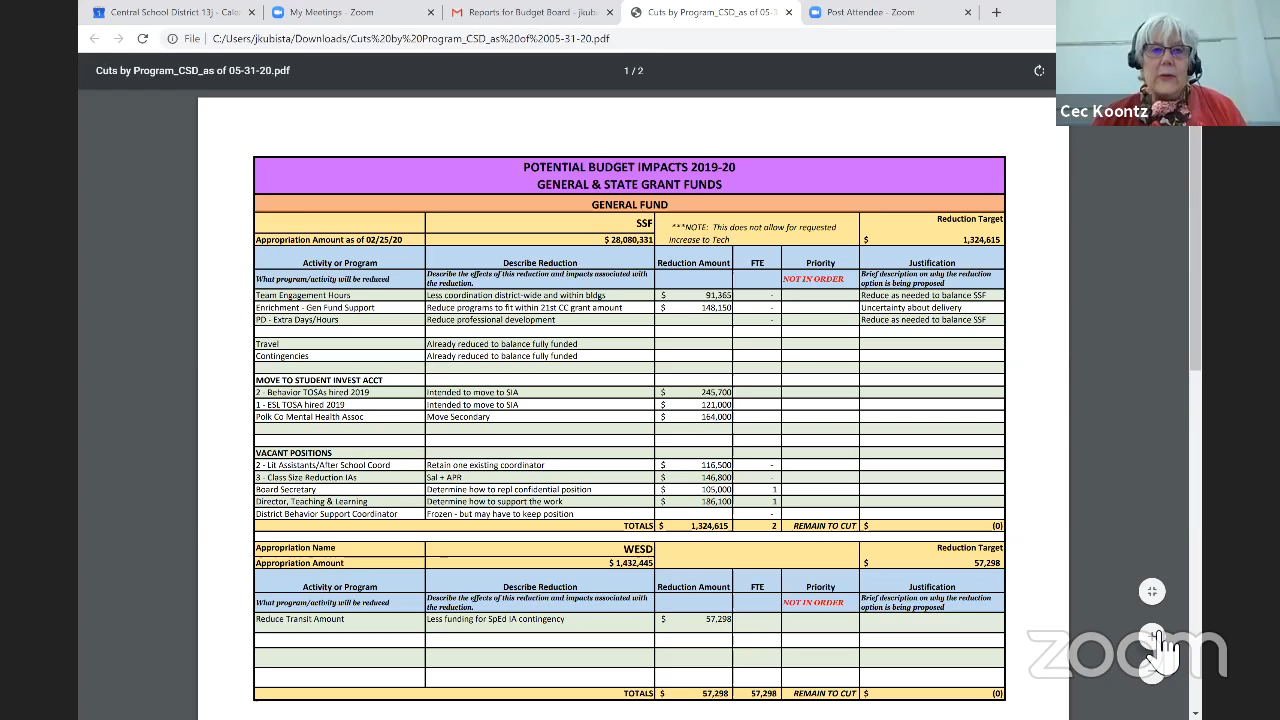 Central School District 13j - Cale
My Meetings - Zoom
Reports for Budget Board - jkubis
Cuts by Program_CSD_as of 05-3
Post Attendee - Zoom
File C:/Users/jkubista/Downloads/Cuts%20by%20Program_CSD_as%20of%2005-31-20.pdf
Cuts by Program_CSD_as of 05-31-20.pdf
1 / 2
Cec Koontz
POTENTIAL BUDGET IMPACTS 2019-20
GENERAL & STATE GRANT FUNDS
GENERAL FUND
SSF ***NOTE: This does not allow for requested Reduction Target
Appropriation Amount as of 02/25/20 $ 28,080,331 increase to Tech $ 1,324,615
Activity or Program Describe Reduction Reduction Amount FTE Priority Justification
What program/activity will be reduced Describe the effects of this reduction and impacts associated with the reduction. NOT IN ORDER Brief description on why the reduction option is being proposed
Team Engagement Hours Less coordination district-wide and within bldgs $ 91,365 - Reduce as needed to balance SSF
Enrichment - Gen Fund Support Reduce programs to fit within 21st CC grant amount $ 148,150 - Uncertainty about delivery
PD - Extra Days/Hours Reduce professional development - Reduce as needed to balance SSF
Travel Already reduced to balance fully funded
Contingencies Already reduced to balance fully funded
MOVE TO STUDENT INVEST ACCT
2 - Behavior TOSAs hired 2019 Intended to move to SIA $ 245,700
1 - ESL TOSA hired 2019 Intended to move to SIA $ 121,000
Polk Co Mental Health Assoc Move Secondary $ 164,000
VACANT POSITIONS
2 - Lit Assistants/After School Coord Retain one existing coordinator $ 116,500 -
3 - Class Size Reduction IAs Sal + APR $ 146,800 -
Board Secretary Determine how to repl confidential position $ 105,000 1
Director, Teaching & Learning Determine how to support the work $ 186,100 1
District Behavior Support Coordinator Frozen - but may have to keep position -
TOTALS $ 1,324,615 2 REMAIN TO CUT $ (0)
Appropriation Name WESD Reduction Target
Appropriation Amount $ 1,432,445 $ 57,298
Activity or Program Describe Reduction Reduction Amount FTE Priority Justification
What program/activity will be reduced Describe the effects of this reduction and impacts associated with the reduction. NOT IN ORDER Brief description on why the reduction option is being proposed
Reduce Transit Amount Less funding for SpEd IA contingency $ 57,298
TOTALS $ 57,298 57,298 REMAIN TO CUT $ (0)
zoom